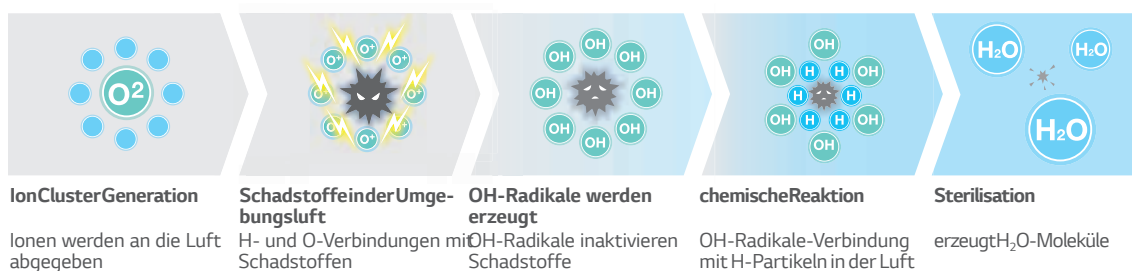 O²
O⁺ O⁺ O⁺ O⁺ O⁺ O⁺ O⁺ O⁺
OH OH OH OH OH OH OH OH
OH OH OH OH OH OH
H H H H H H
H₂O H₂O
H₂O
IonClusterGeneration
SchadstoffeinderUmge-
bungsluft
H- und O-Verbindungen mit
Schadstoffen
OH-Radikale werden
erzeugt
OH-Radikale inaktivieren
Schadstoffe
chemischeReaktion
OH-Radikale-Verbindung
mit H-Partikeln in der Luft
Sterilisation
erzeugtH₂O-Moleküle
Ionen werden an die Luft
abgegeben